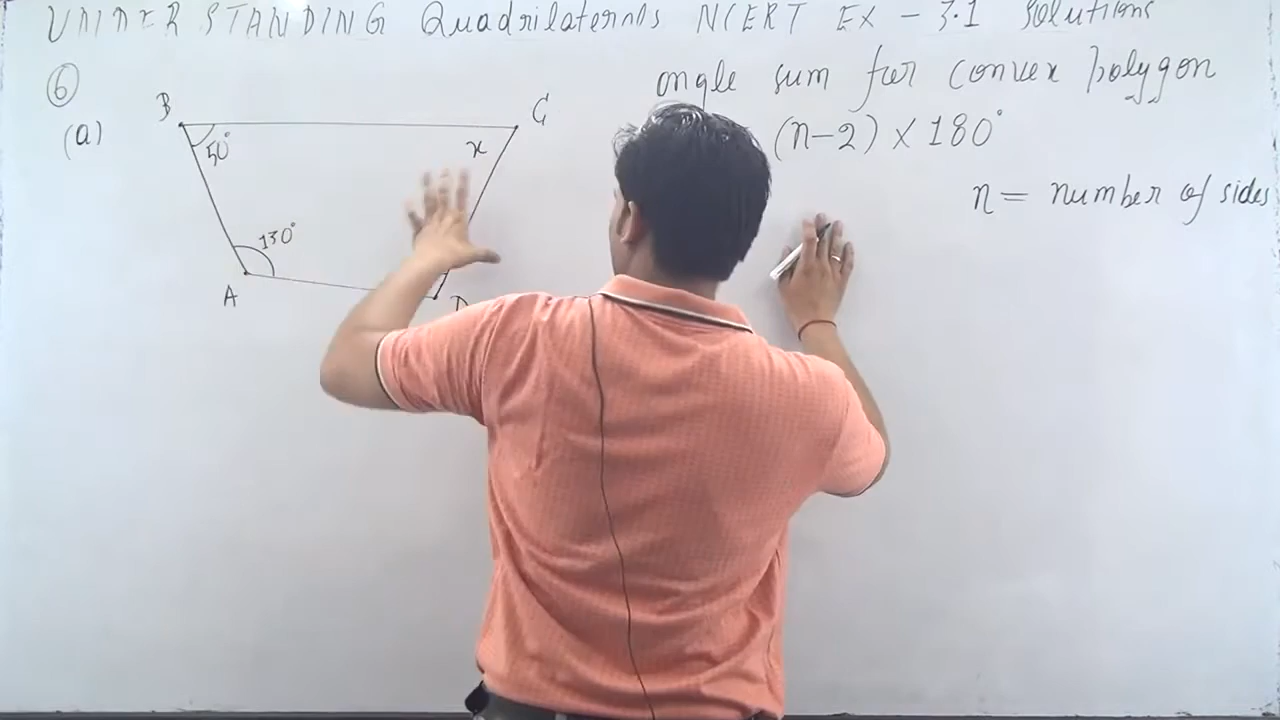 UNDERSTANDING Quadrilaterals NCERT EX - 3.1 Solutions
⑥
angle sum for convex polygon
(a)
B
C
50°
x
(n-2) × 180°
n = number of sides
130°
A
D